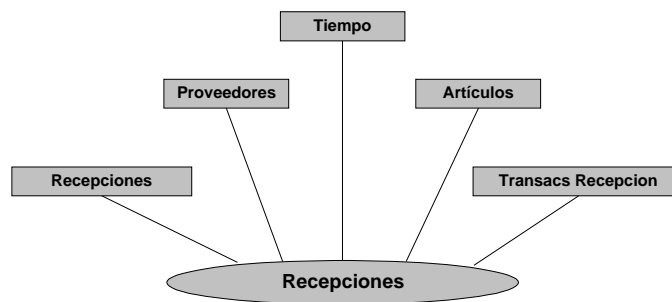 Tiempo
Proveedores
Artículos
Recepciones
Transacs Recepcion
Recepciones